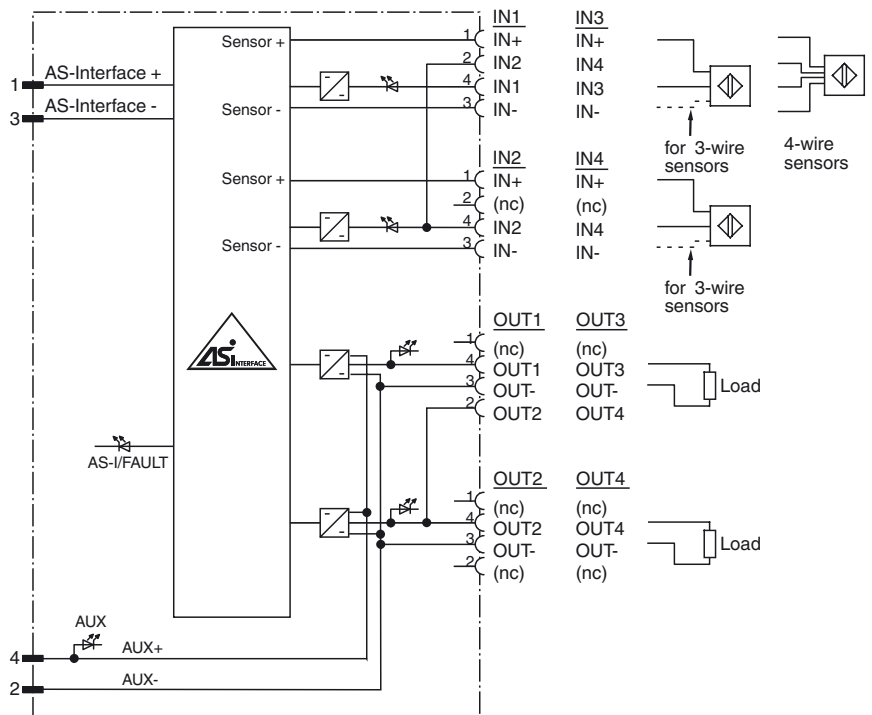 1 AS-Interface +
3 AS-Interface -
Sensor +
Sensor -
Sensor +
Sensor -
ASi INTERFACE
AS-I/FAULT
AUX
4 AUX+
2 AUX-
IN1 IN3
1 IN+ IN+
2 IN2 IN4
4 IN1 IN3
3 IN- IN-
for 3-wire
sensors
4-wire
sensors
IN2 IN4
1 IN+ IN+
2 (nc) (nc)
4 IN2 IN4
3 IN- IN-
for 3-wire
sensors
OUT1 OUT3
1 (nc) (nc)
4 OUT1 OUT3
3 OUT- OUT-
2 OUT2 OUT4
Load
OUT2 OUT4
1 (nc) (nc)
4 OUT2 OUT4
3 OUT- OUT-
2 (nc) (nc)
Load